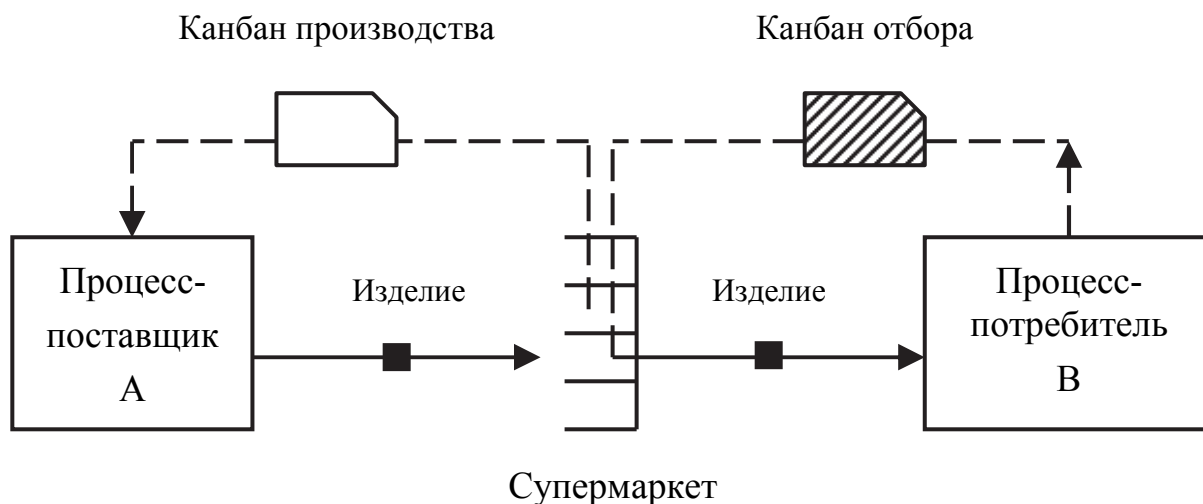 Канбан производства
Канбан отбора
Процесс-
поставщик
А
Изделие
Изделие
Процесс-
потребитель
В
Супермаркет